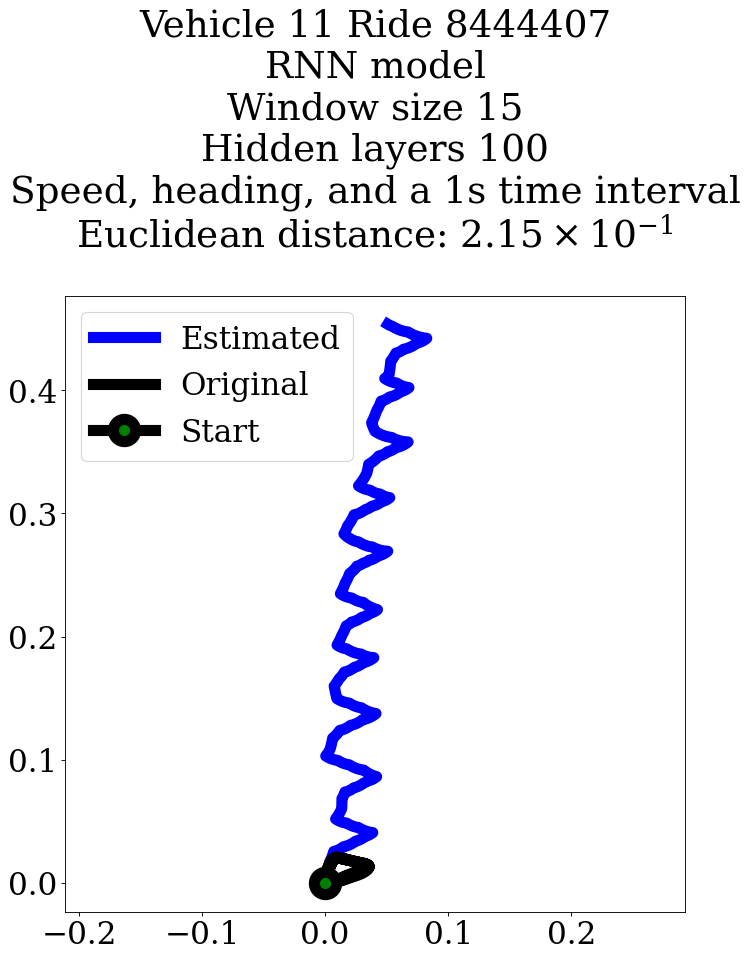 Vehicle 11 Ride 8444407
RNN model
Window size 15
Hidden layers 100
Speed, heading, and a 1s time interval
Euclidean distance: 2.15 × 10⁻¹
Estimated
Original
Start
0.4
0.3
0.2
0.1
0.0
−0.2 −0.1 0.0 0.1 0.2